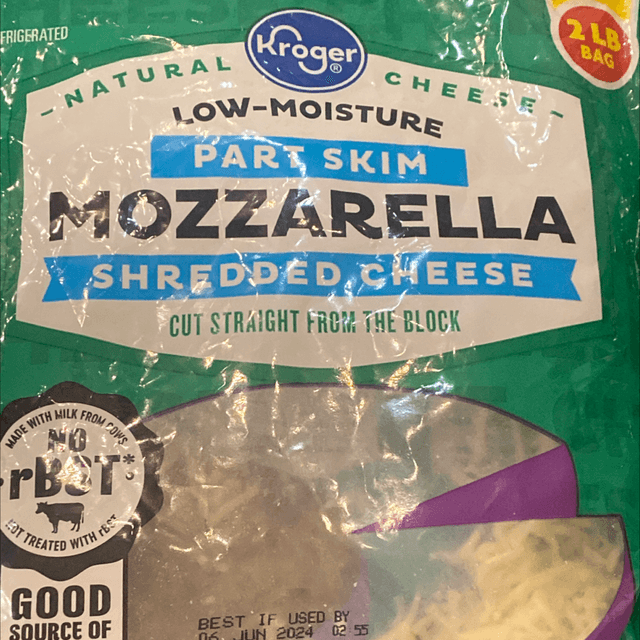 FRIGERATED
Kroger®
2 LB
BAG
- NATURAL CHEESE -
LOW-MOISTURE
PART SKIM
MOZZARELLA
SHREDDED CHEESE
CUT STRAIGHT FROM THE BLOCK
MADE WITH MILK FROM COWS
NO
rBST*
NOT TREATED WITH rBST
GOOD
SOURCE OF
BEST IF USED BY
06 JUN 2024 02 55